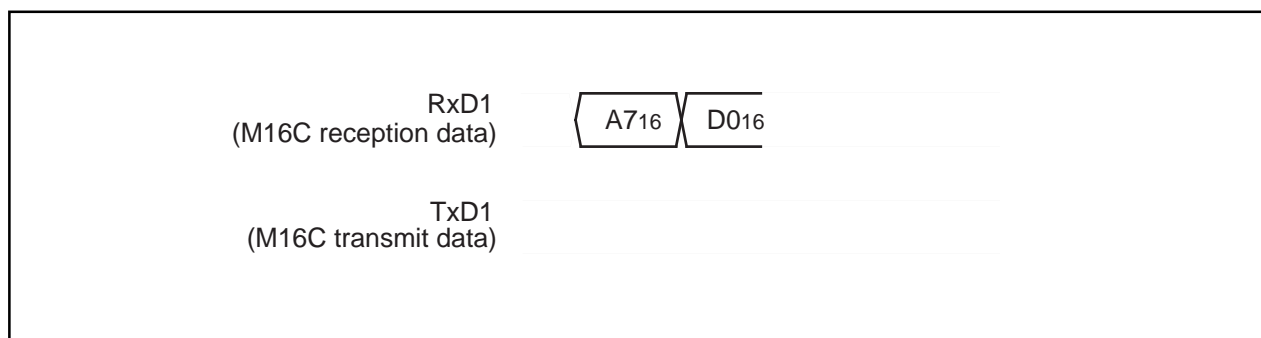 RxD1
(M16C reception data)
A716
D016
TxD1
(M16C transmit data)